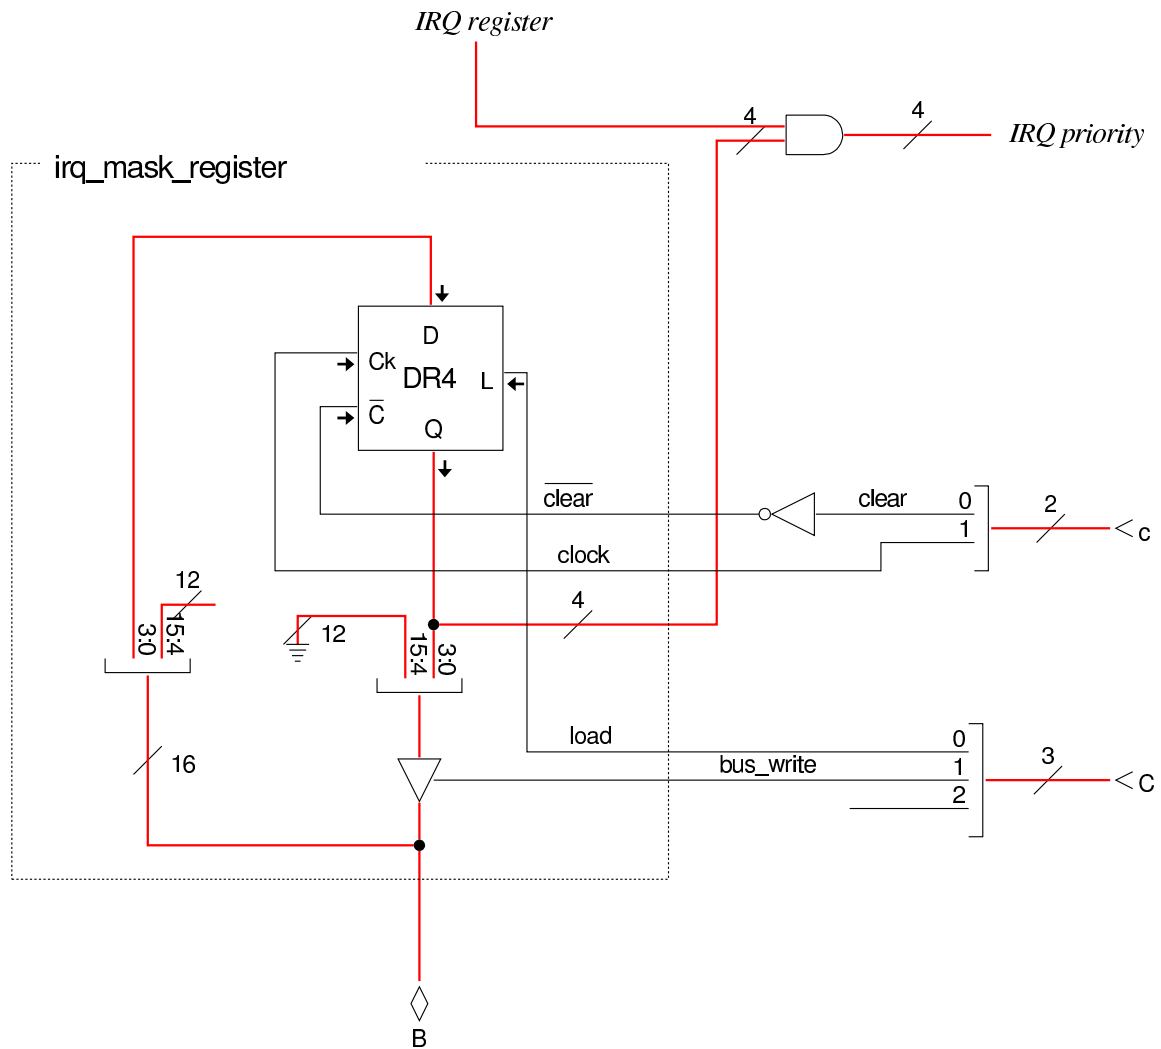 IRQ register
4
4
IRQ priority
irq_mask_register
D
Ck
DR4
L
C
Q
clear
clear
0
2
1
c
clock
12
4
3:0
15:4
12
15:4
3:0
load
0
16
bus_write
1
3
C
2
B